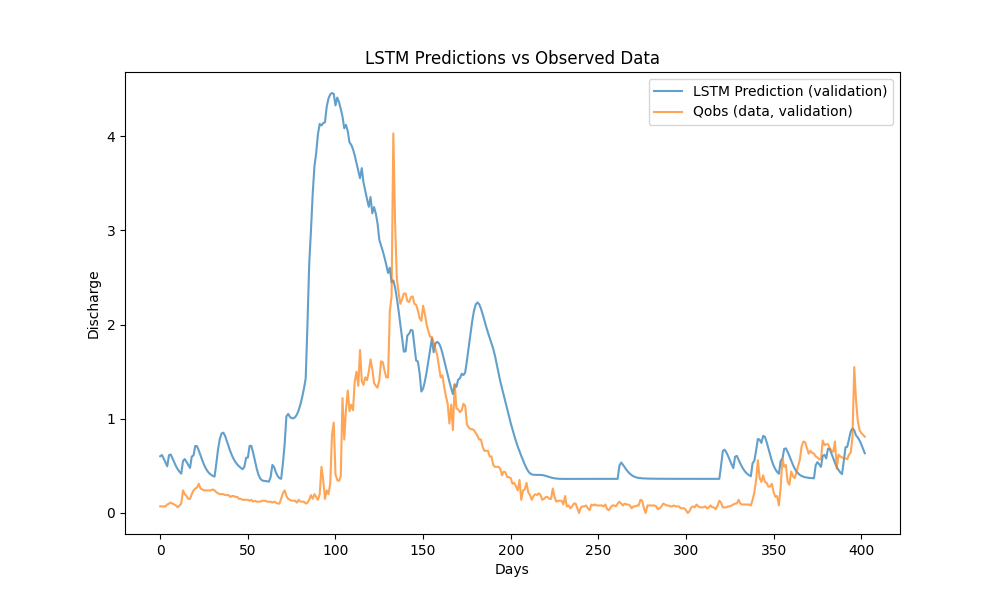 LSTM Predictions vs Observed Data
LSTM Prediction (validation)
Qobs (data, validation)
Discharge
4
3
2
1
0
0 50 100 150 200 250 300 350 400
Days